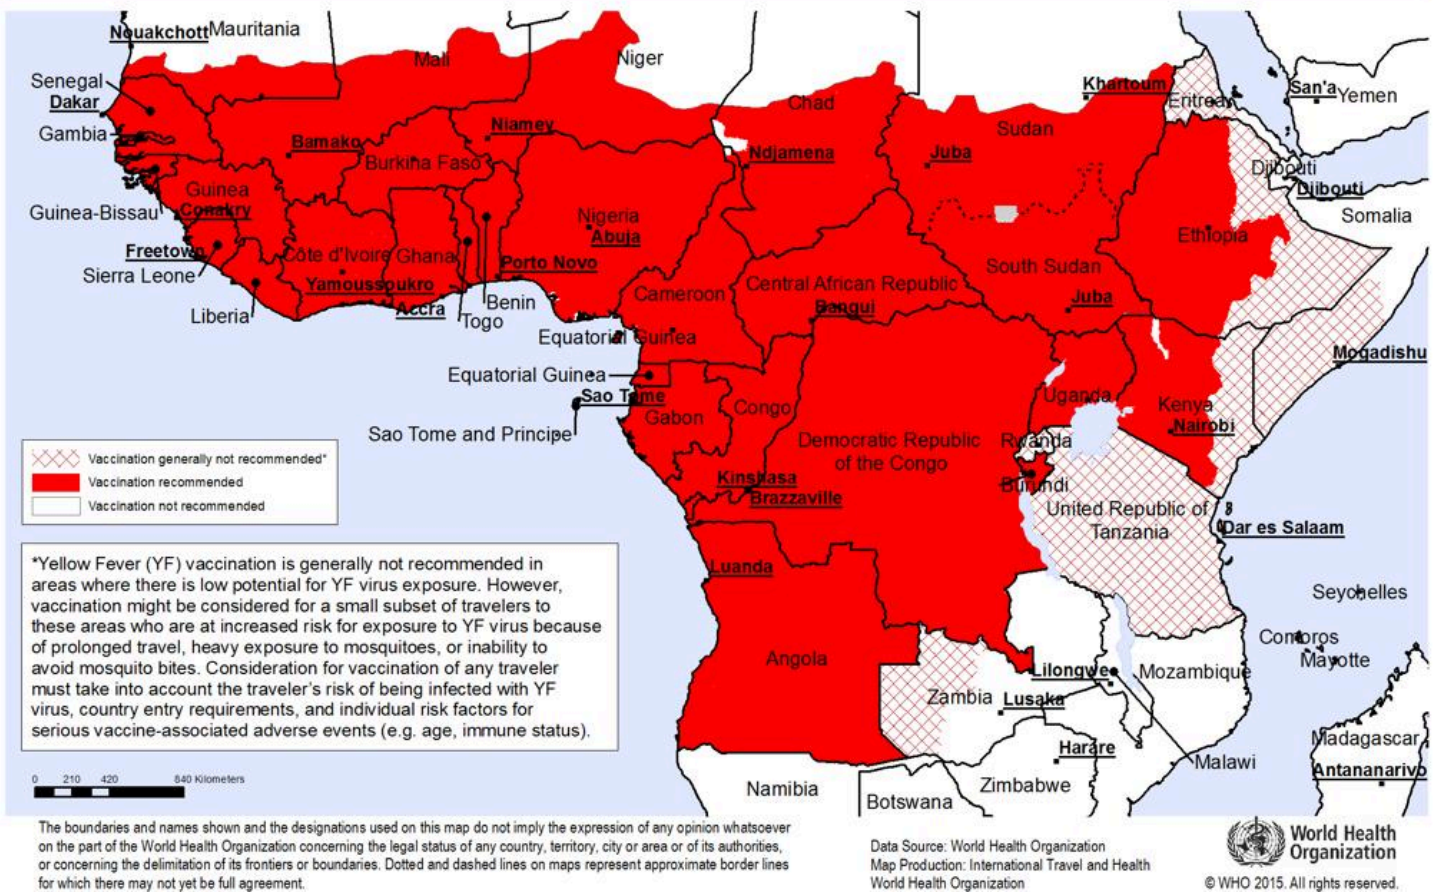 Nouakchott
Mauritania
Mali
Niger
Senegal
Dakar
Gambia
Bamako
Niamey
Burkina Faso
Chad
Ndjamena
Khartoum
Eritrea
San'a
Yemen
Sudan
Juba
Djibouti
Djibouti
Somalia
Guinea
Conakry
Guinea-Bissau
Freetown
Sierra Leone
Liberia
Côte d'Ivoire
Ghana
Yamoussoukro
Accra
Togo
Benin
Porto Novo
Nigeria
Abuja
Cameroon
Central African Republic
Bangui
South Sudan
Juba
Ethiopia
Mogadishu
Equatorial Guinea
Equatorial Guinea
Sao Tome
Sao Tome and Principe
Gabon
Congo
Democratic Republic
of the Congo
Uganda
Kenya
Nairobi
Rwanda
Burundi
Kinshasa
Brazzaville
United Republic of
Tanzania
Dar es Salaam
Luanda
Angola
Seychelles
Comoros
Mayotte
Lilongwe
Mozambique
Zambia
Lusaka
Harare
Malawi
Madagascar
Antananarivo
Namibia
Botswana
Zimbabwe
Vaccination generally not recommended*
Vaccination recommended
Vaccination not recommended
*Yellow Fever (YF) vaccination is generally not recommended in
areas where there is low potential for YF virus exposure. However,
vaccination might be considered for a small subset of travelers to
these areas who are at increased risk for exposure to YF virus because
of prolonged travel, heavy exposure to mosquitoes, or inability to
avoid mosquito bites. Consideration for vaccination of any traveler
must take into account the traveler's risk of being infected with YF
virus, country entry requirements, and individual risk factors for
serious vaccine-associated adverse events (e.g. age, immune status).
0 210 420 840 Kilometers
The boundaries and names shown and the designations used on this map do not imply the expression of any opinion whatsoever
on the part of the World Health Organization concerning the legal status of any country, territory, city or area or of its authorities,
or concerning the delimitation of its frontiers or boundaries. Dotted and dashed lines on maps represent approximate border lines
for which there may not yet be full agreement.
Data Source: World Health Organization
Map Production: International Travel and Health
World Health Organization
World Health
Organization
© WHO 2015. All rights reserved.